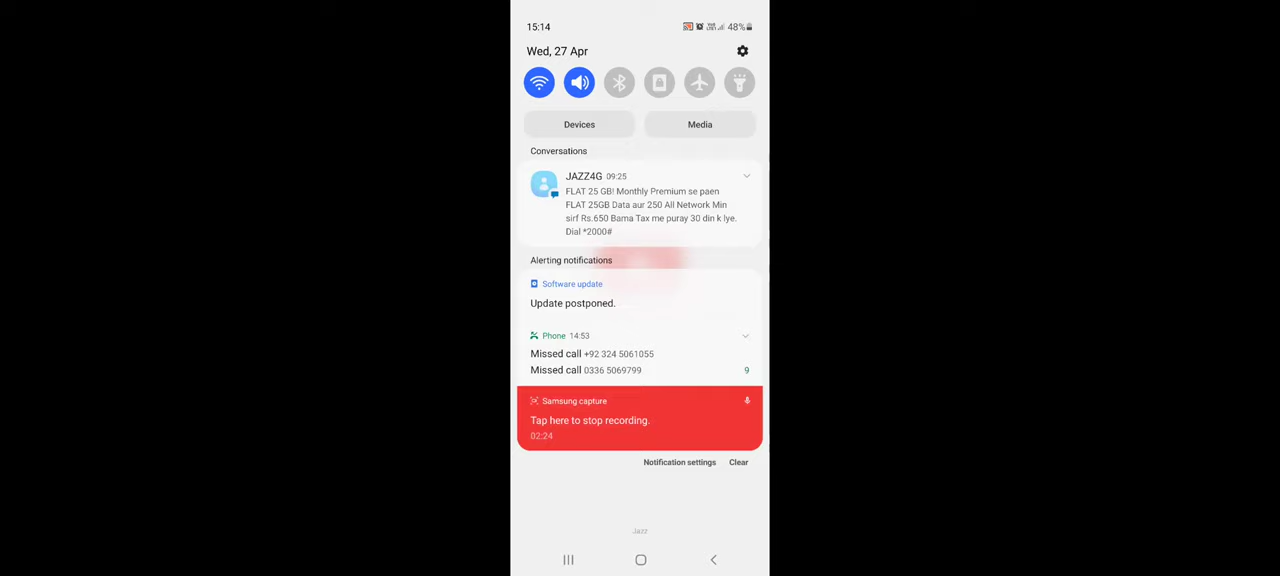 15:14 48%
Wed, 27 Apr
Devices Media
Conversations
JAZZ4G 09:25
FLAT 25 GB! Monthly Premium se paen
FLAT 25GB Data aur 250 All Network Min
sirf Rs.650 Bama Tax me puray 30 din k lye.
Dial *2000#
Alerting notifications
Software update
Update postponed.
Phone 14:53
Missed call +92 324 5061055
Missed call 0336 5069799 9
Samsung capture
Tap here to stop recording.
02:24
Notification settings Clear
Jazz